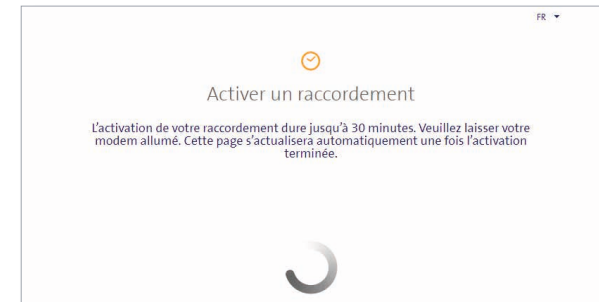 FR
Activer un raccordement
L'activation de votre raccordement dure jusqu'à 30 minutes. Veuillez laisser votre
modem allumé. Cette page s'actualisera automatiquement une fois l'activation
terminée.